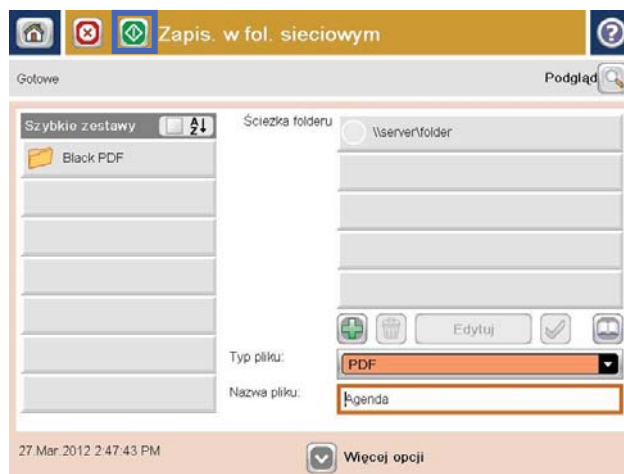 Zapis. w fol. sieciowym
Gotowe
Podgląd
Szybkie zestawy
Ściezka folderu
\\server\folder
Black PDF
Edytuj
Typ pliku:
PDF
Nazwa pliku:
Agenda
27.Mar.2012 2:47:43 PM
Więcej opcji